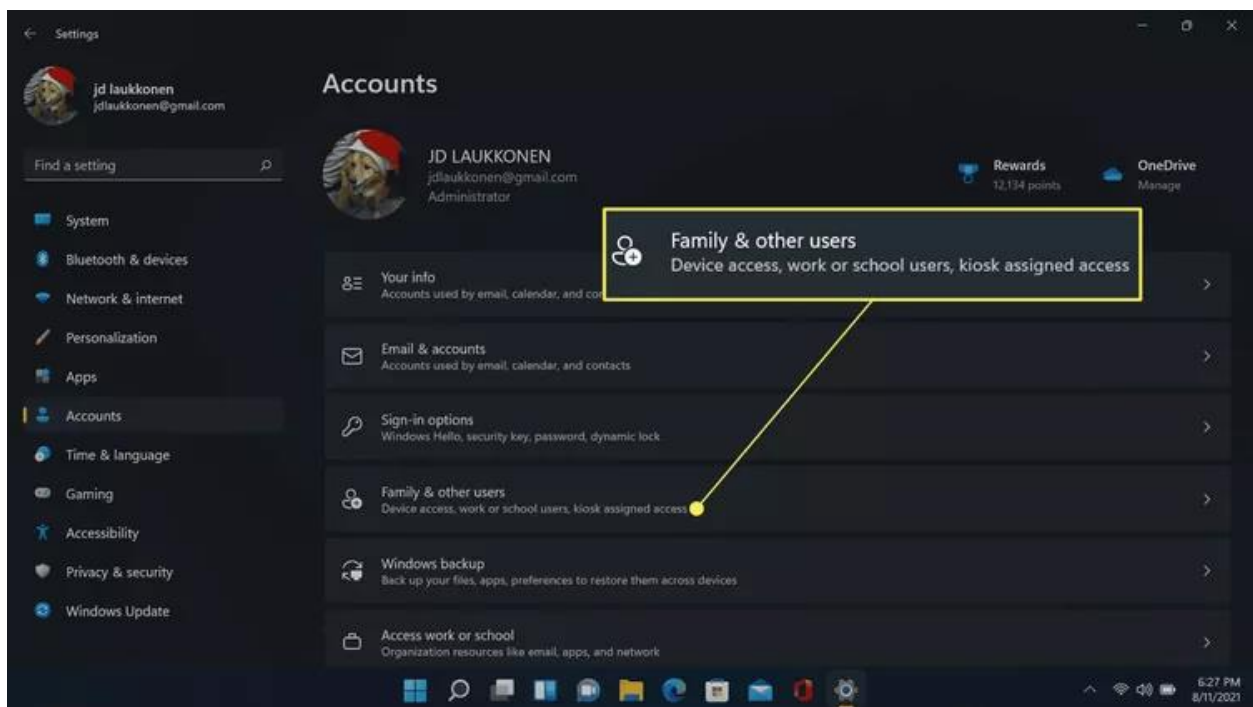 Settings
jd laukkonen
jdlaukkonen@gmail.com
Find a setting
System
Bluetooth & devices
Network & internet
Personalization
Apps
Accounts
Time & language
Gaming
Accessibility
Privacy & security
Windows Update
Accounts
JD LAUKKONEN
jdlaukkonen@gmail.com
Administrator
Rewards
12,134 points
OneDrive
Manage
Family & other users
Device access, work or school users, kiosk assigned access
Your info
Accounts used by email, calendar, and
Email & accounts
Accounts used by email, calendar, and contacts
Sign-in options
Windows Hello, security key, password, dynamic lock
Family & other users
Device access, work or school users, kiosk assigned access
Windows backup
Back up your files, apps, preferences to restore them across devices
Access work or school
Organization resources like email, apps, and network
6:27 PM
8/11/2021